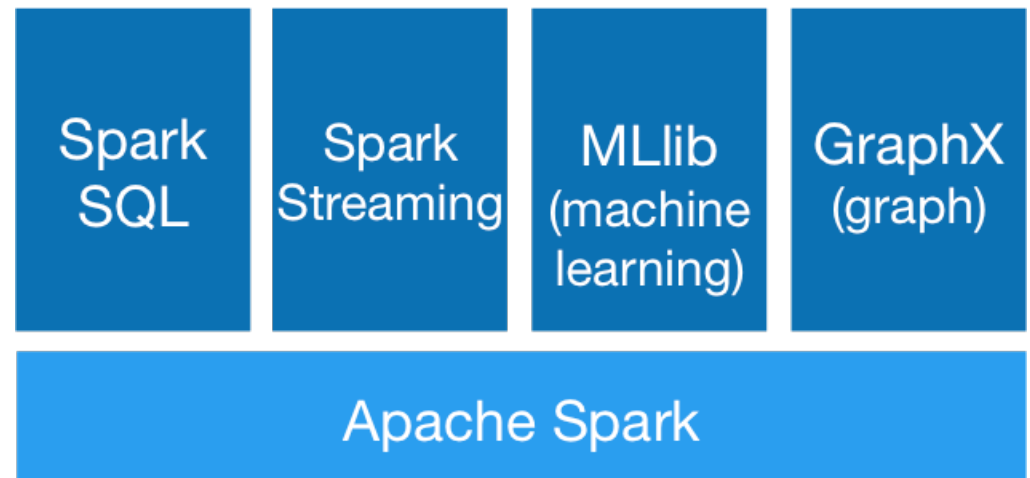 Spark
SQL
Spark
Streaming
MLlib
(machine
learning)
GraphX
(graph)
Apache Spark